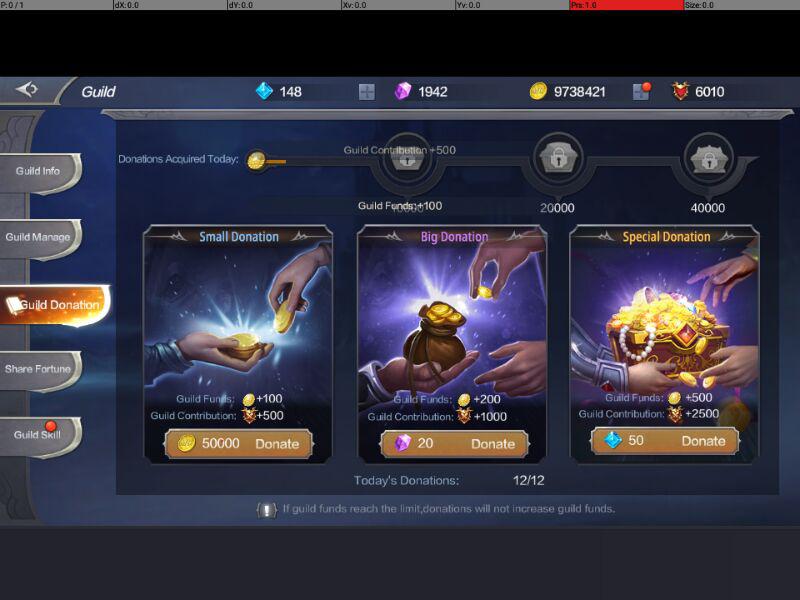 P: 0 / 1 dX: 0.0 dY: 0.0 Xv: 0.0 Yv: 0.0 Prs: 1.0 Size: 0.0
Guild 148 1942 9738421 6010
Guild Info
Guild Manage
Guild Donation
Share Fortune
Guild Skill
Guild Contribution +500
Donations Acquired Today:
Guild Funds:+100
20000 40000
Small Donation
Guild Funds: +100
Guild Contribution: +500
50000 Donate
Big Donation
Guild Funds: +200
Guild Contribution: +1000
20 Donate
Special Donation
Guild Funds: +500
Guild Contribution: +2500
50 Donate
Today's Donations: 12/12
If guild funds reach the limit,donations will not increase guild funds.